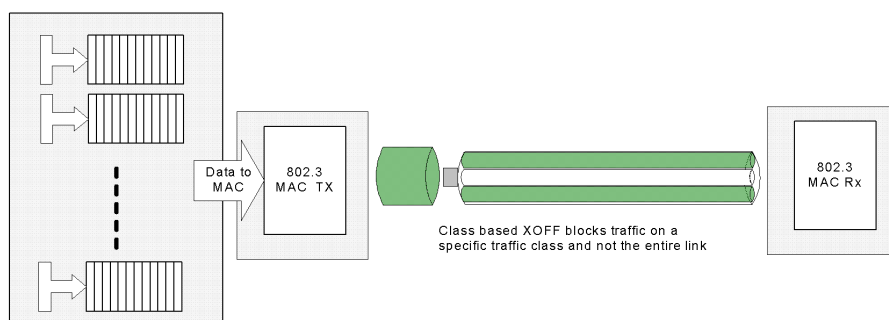 Data to
MAC
802.3
MAC TX
802.3
MAC Rx
Class based XOFF blocks traffic on a
specific traffic class and not the entire link